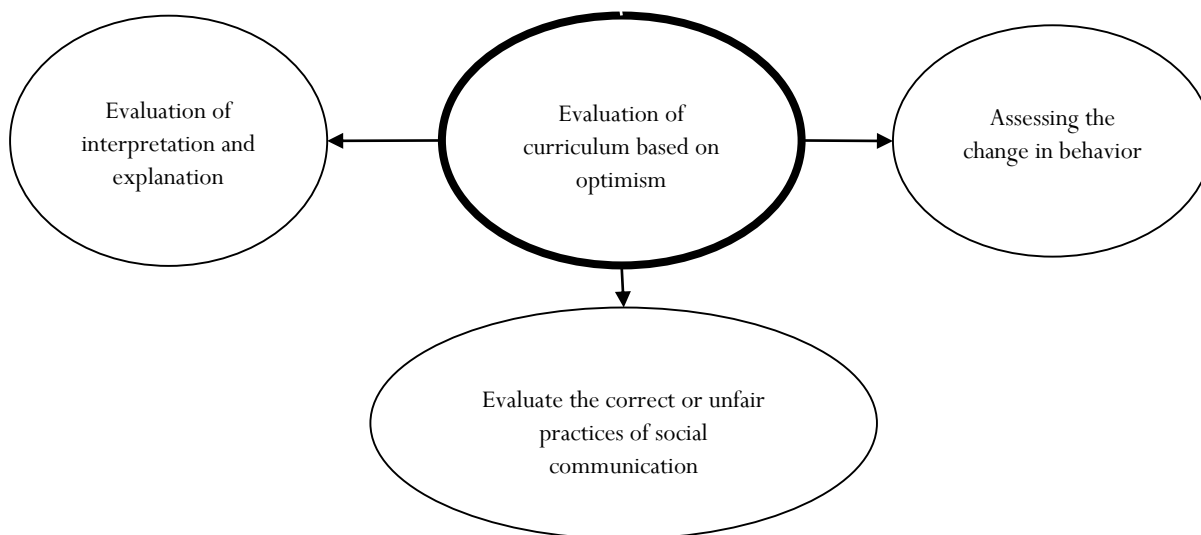 Evaluation of
interpretation and
explanation
Evaluation of
curriculum based on
optimism
Assessing the
change in behavior
Evaluate the correct or unfair
practices of social
communication